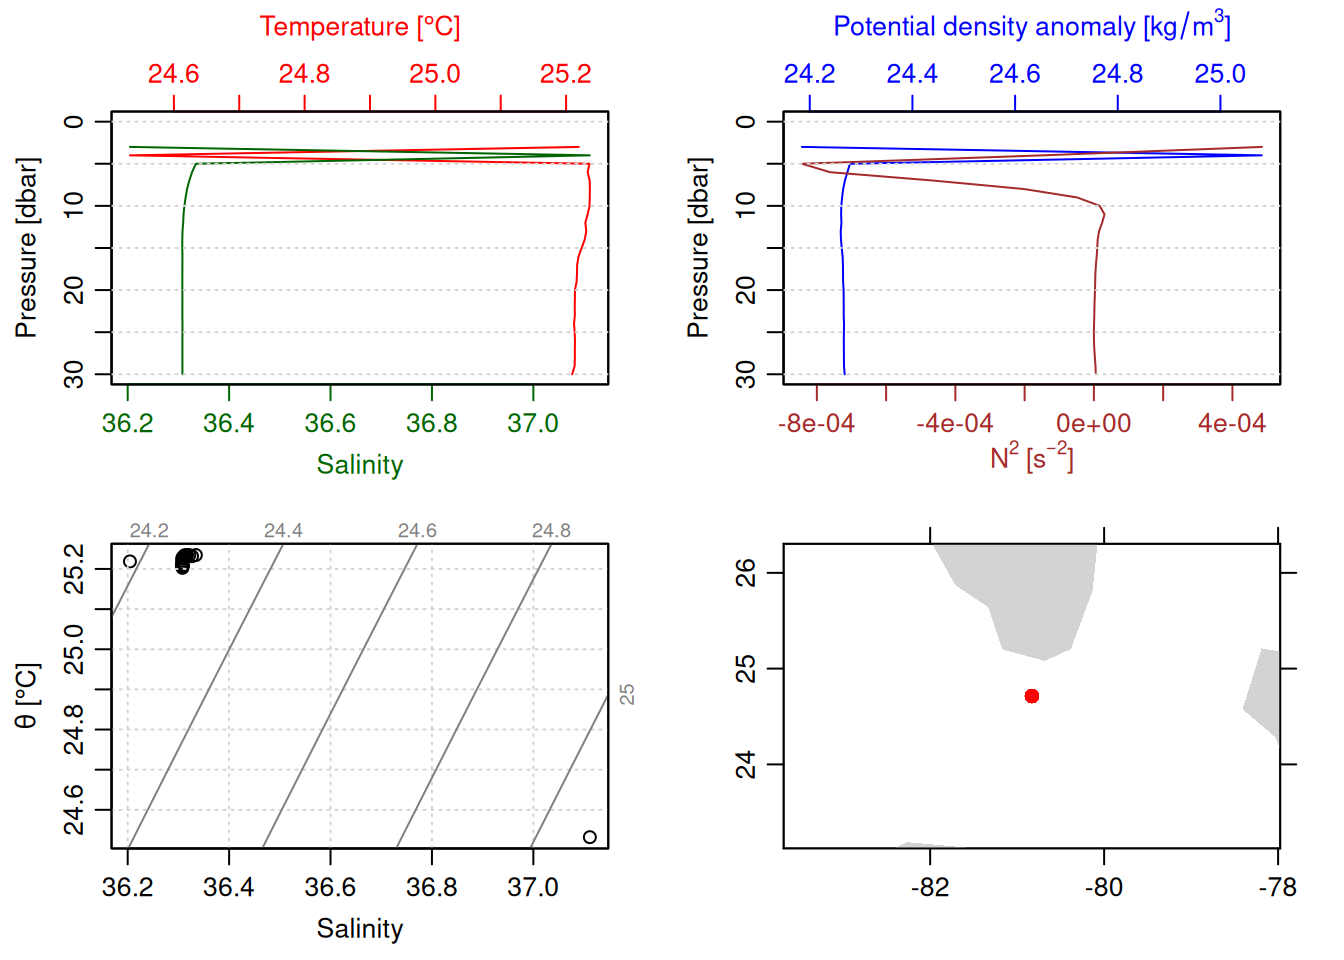 Temperature [°C]
24.6 24.8 25.0 25.2
Pressure [dbar]
0 10 20 30
36.2 36.4 36.6 36.8 37.0
Salinity
Potential density anomaly [kg/m³]
24.2 24.4 24.6 24.8 25.0
Pressure [dbar]
0 10 20 30
-8e-04 -4e-04 0e+00 4e-04
N² [s⁻²]
24.2 24.4 24.6 24.8
25
θ [°C]
25.2 25.0 24.8 24.6
36.2 36.4 36.6 36.8 37.0
Salinity
26 25 24
-82 -80 -78